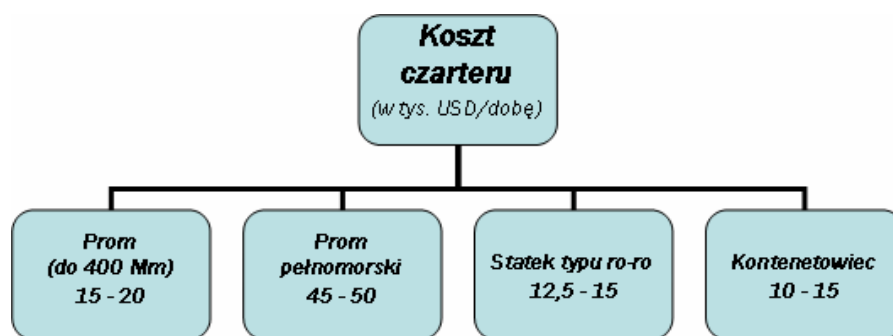 Koszt
czarteru
(w tys. USD/dobę)
Prom
(do 400 Mm)
15 - 20
Prom
pełnomorski
45 - 50
Statek typu ro-ro
12,5 - 15
Kontenetowiec
10 - 15